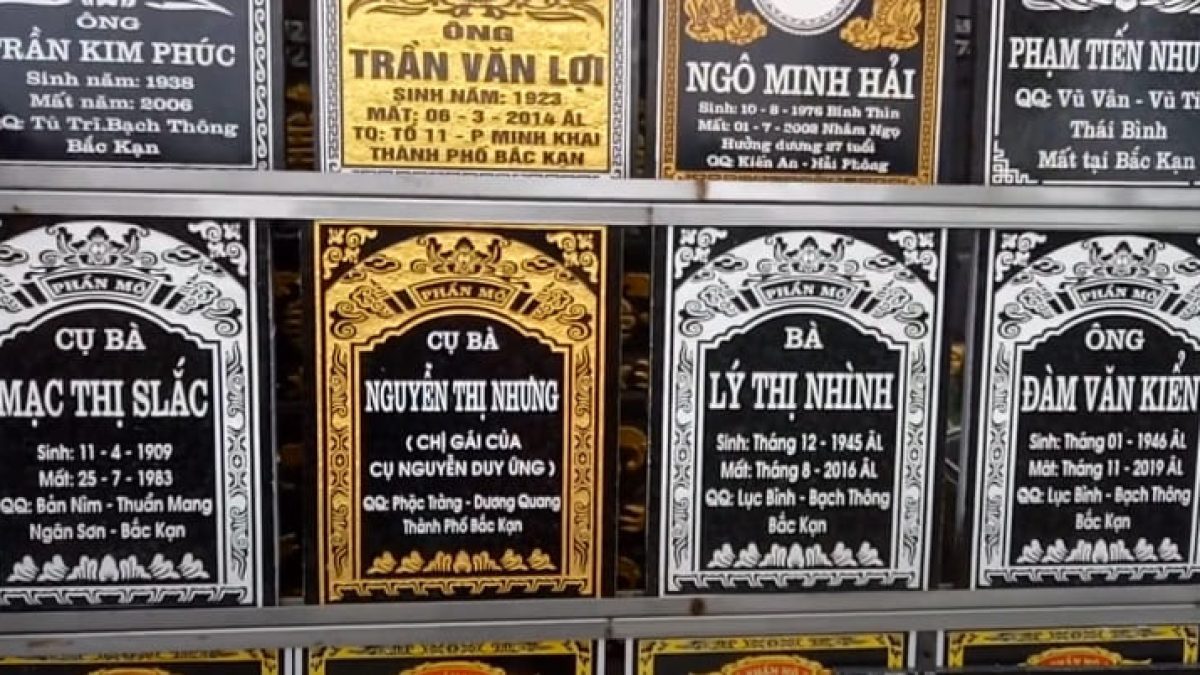 ÔNG
TRẦN KIM PHÚC
Sinh năm: 1938
Mất năm: 2006
QQ: Tủ Trĩ.Bạch Thông
Bắc Kạn
ÔNG
TRẦN VĂN LỢI
SINH NĂM: 1923
MẤT: 06 - 3 - 2014 ÂL
TQ: TỔ 11 - P MINH KHAI
THÀNH PHỐ BẮC KẠN
NGÔ MINH HẢI
Sinh: 10 - 8 - 1976 Bính Thìn
Mất: 01 - 7 - 2002 Nhâm Ngọ
Hưởng dương 27 tuổi
QQ: Kiến An - Hải Phòng
PHẠM TIẾN NHƯ
QQ: Vũ Vân - Vũ
Thái Bình
Mất tại Bắc Kạn
PHẦN MỘ
CỤ BÀ
MẠC THỊ SLẮC
Sinh: 11 - 4 - 1909
Mất: 25 - 7 - 1983
QQ: Bản Nìm - Thuần Mang
Ngân Sơn - Bắc Kạn
PHẦN MỘ
CỤ BÀ
NGUYỄN THỊ NHƯNG
( CHỊ GÁI CỦA
CỤ NGUYỄN DUY ỨNG )
QQ: Phặc Tràng - Dương Quang
Thành Phố Bắc Kạn
PHẦN MỘ
BÀ
LÝ THỊ NHÌNH
Sinh: Tháng 12 - 1945 ÂL
Mất: Tháng 8 - 2016 ÂL
QQ: Lục Bình - Bạch Thông
Bắc Kạn
PHẦN MỘ
ÔNG
ĐÀM VĂN KIỂN
Sinh: Tháng 01 - 1946 ÂL
Mất: Tháng 11 - 2019 ÂL
QQ: Lục Bình - Bạch Thông
Bắc Kạn
PHẦN MỘ
PHẦN MỘ